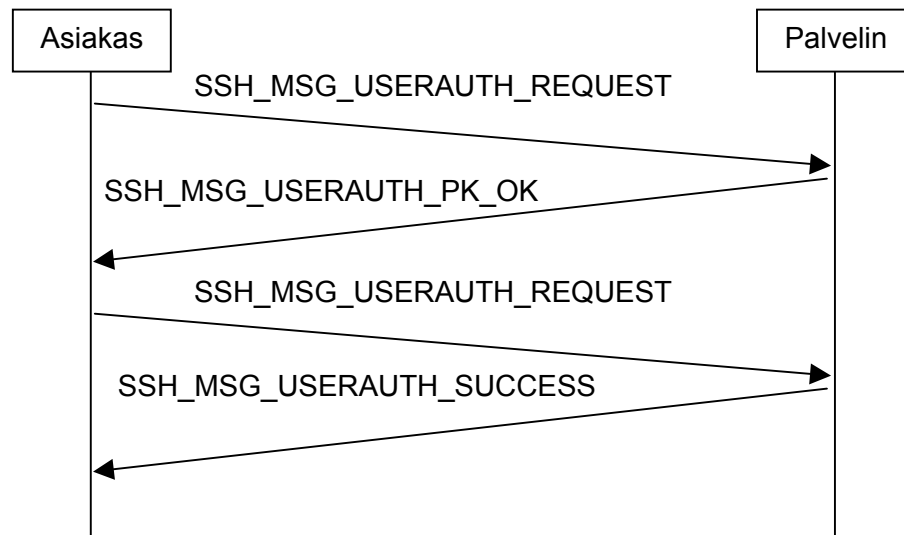 Asiakas
Palvelin
SSH_MSG_USERAUTH_REQUEST
SSH_MSG_USERAUTH_PK_OK
SSH_MSG_USERAUTH_REQUEST
SSH_MSG_USERAUTH_SUCCESS